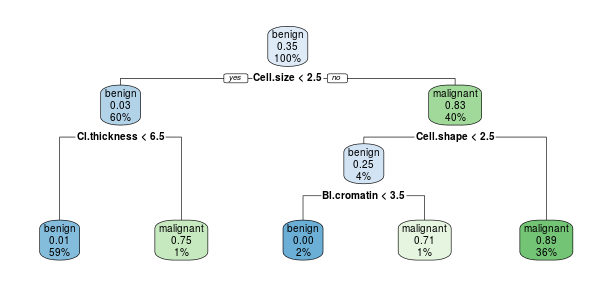 benign
0.35
100%
yes Cell.size < 2.5 no
benign
0.03
60%
malignant
0.83
40%
Cl.thickness < 6.5
Cell.shape < 2.5
benign
0.25
4%
Bl.cromatin < 3.5
benign
0.01
59%
malignant
0.75
1%
benign
0.00
2%
malignant
0.71
1%
malignant
0.89
36%